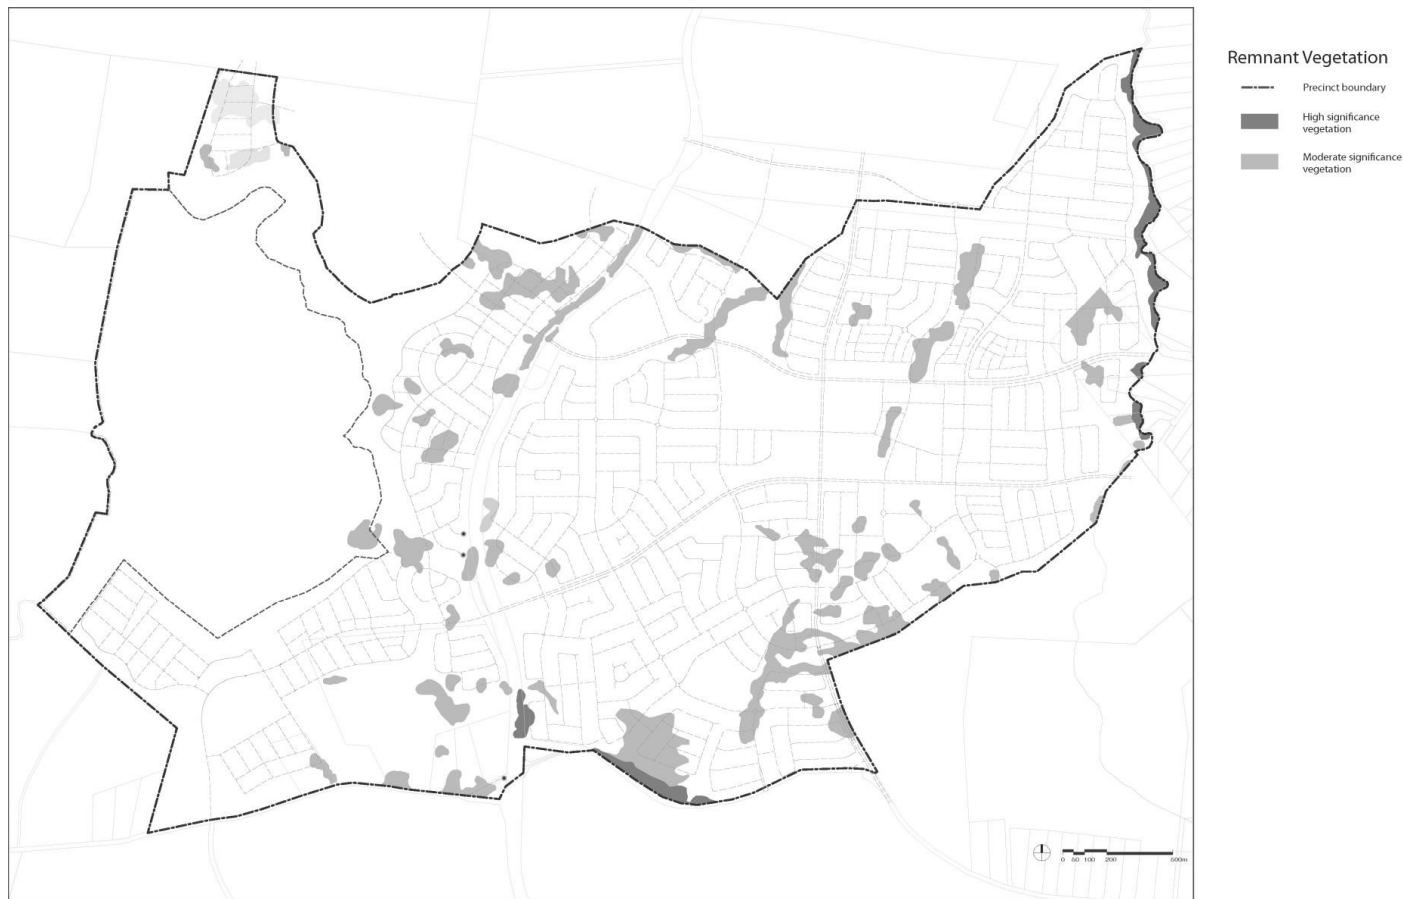 Remnant Vegetation
Precinct boundary
High significance
vegetation
Moderate significance
vegetation
0 50 100 200 500m